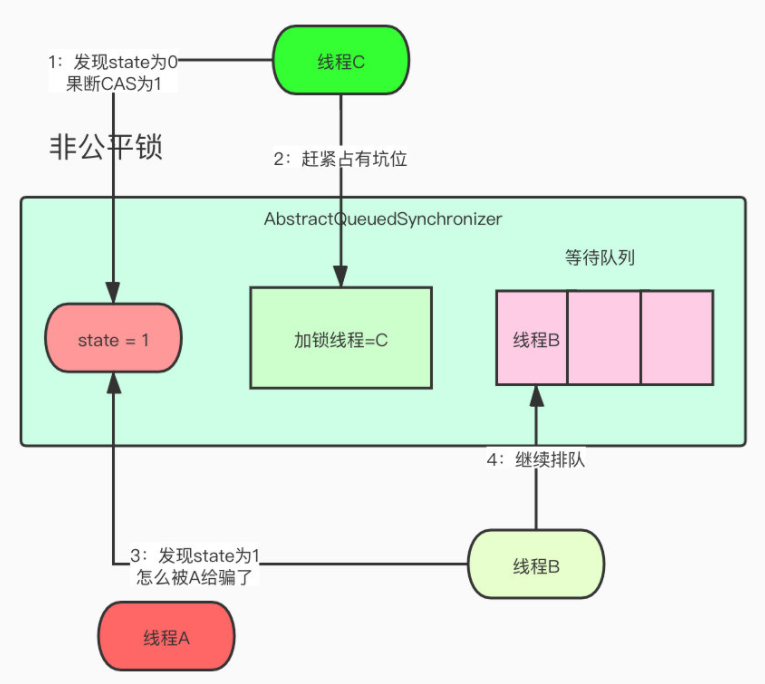 线程C
1：发现state为0
果断CAS为1
非公平锁
2：赶紧占有坑位
AbstractQueuedSynchronizer
等待队列
state = 1
加锁线程=C
线程B
4：继续排队
3：发现state为1
怎么被A给骗了
线程B
线程A